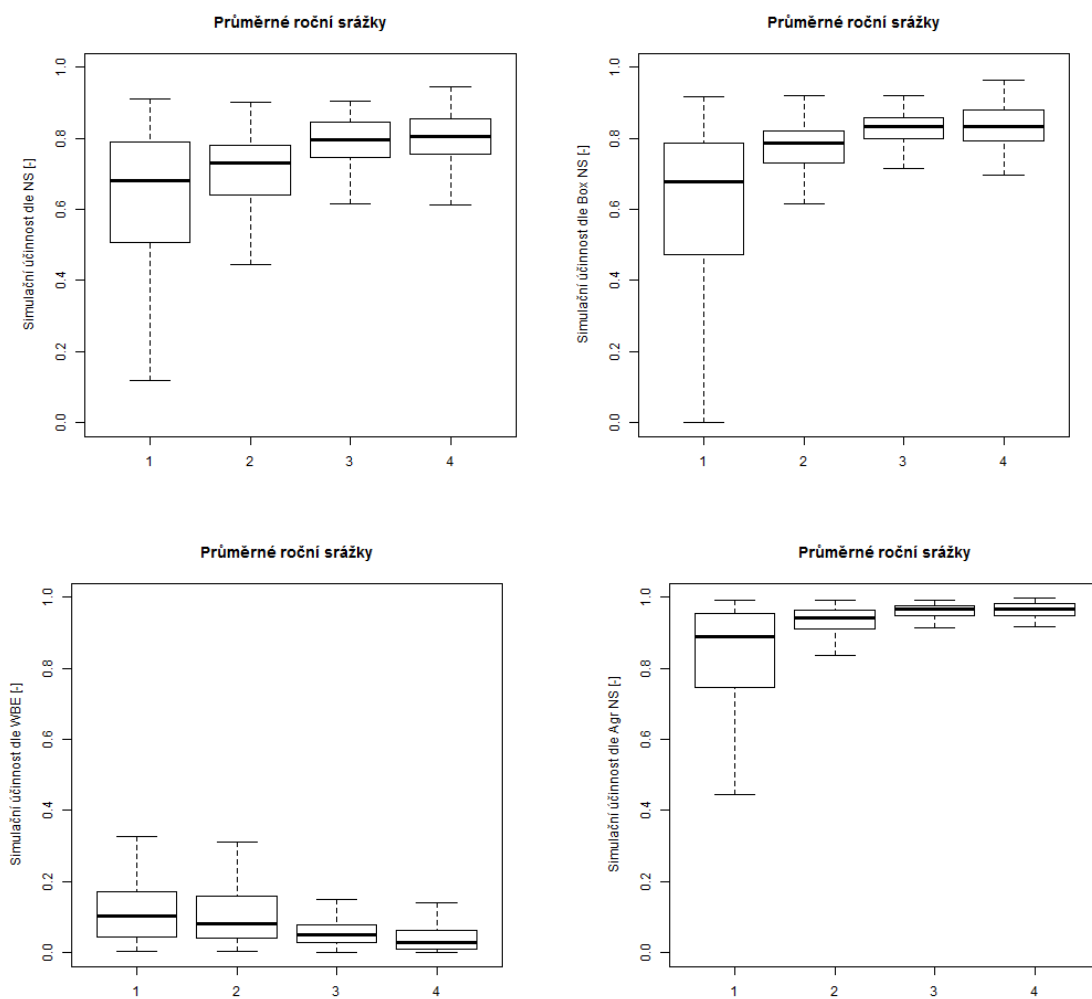 Průměrné roční srážky
Simulační účinnost dle NS [-]
1.0
0.8
0.6
0.4
0.2
0.0
1 2 3 4
Průměrné roční srážky
Simulační účinnost dle Box NS [-]
1.0
0.8
0.6
0.4
0.2
0.0
1 2 3 4
Průměrné roční srážky
Simulační účinnost dle WBE [-]
1.0
0.8
0.6
0.4
0.2
0.0
1 2 3 4
Průměrné roční srážky
Simulační účinnost dle Agr NS [-]
1.0
0.8
0.6
0.4
0.2
0.0
1 2 3 4